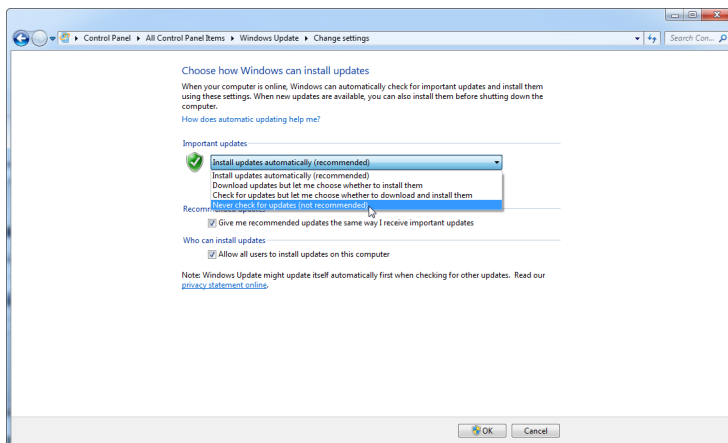 Control Panel ▸ All Control Panel Items ▸ Windows Update ▸ Change settings
Search Con...
Choose how Windows can install updates
When your computer is online, Windows can automatically check for important updates and install them
using these settings. When new updates are available, you can also install them before shutting down the
computer.
How does automatic updating help me?
Important updates
Install updates automatically (recommended)
Install updates automatically (recommended)
Download updates but let me choose whether to install them
Check for updates but let me choose whether to download and install them
Never check for updates (not recommended)
Recommended updates
Give me recommended updates the same way I receive important updates
Who can install updates
Allow all users to install updates on this computer
Note: Windows Update might update itself automatically first when checking for other updates. Read our
privacy statement online.
OK Cancel